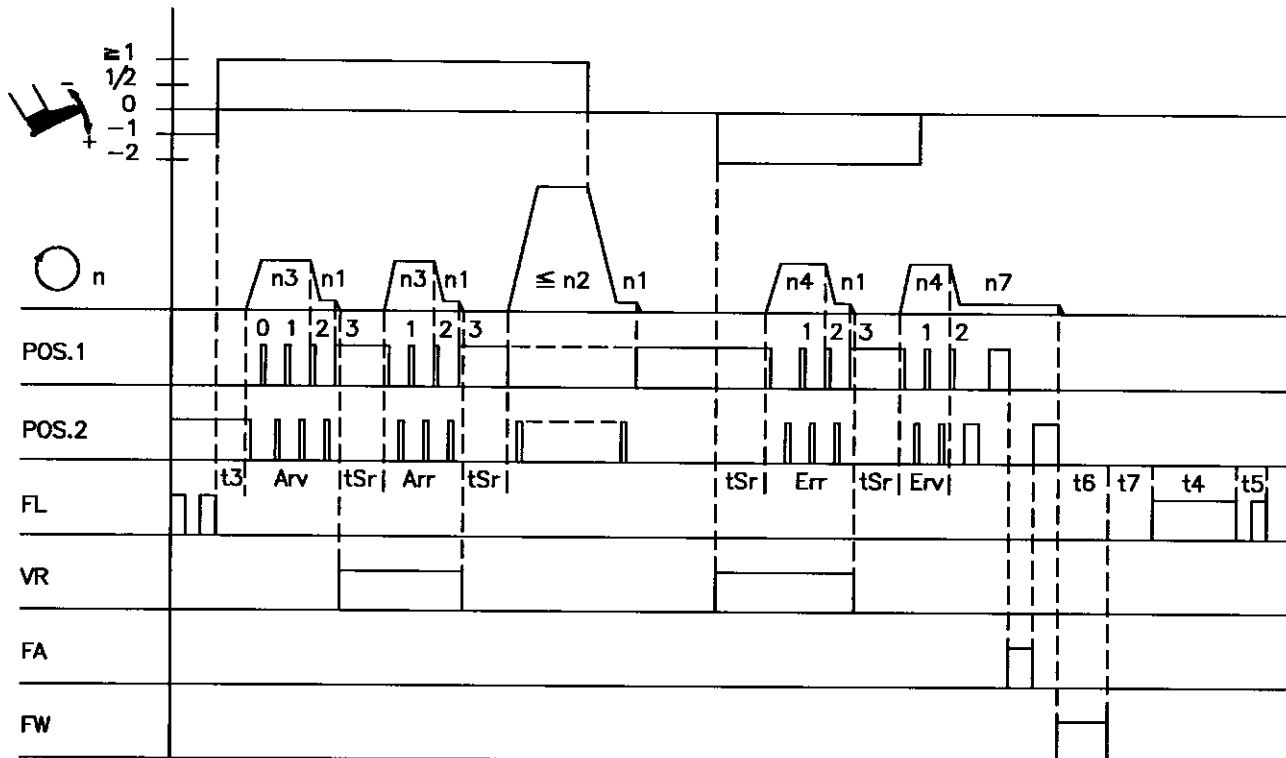 ≧1
1/2
0
−1
−2
−
+
n
n3 n1 n3 n1 ≦ n2 n1 n4 n1 n4 n7
0 1 2 3 1 2 3 1 2 3 1 2
POS.1
POS.2
t3 Arv tSr Arr tSr tSr Err tSr Erv t6 t7 t4 t5
FL
VR
FA
FW